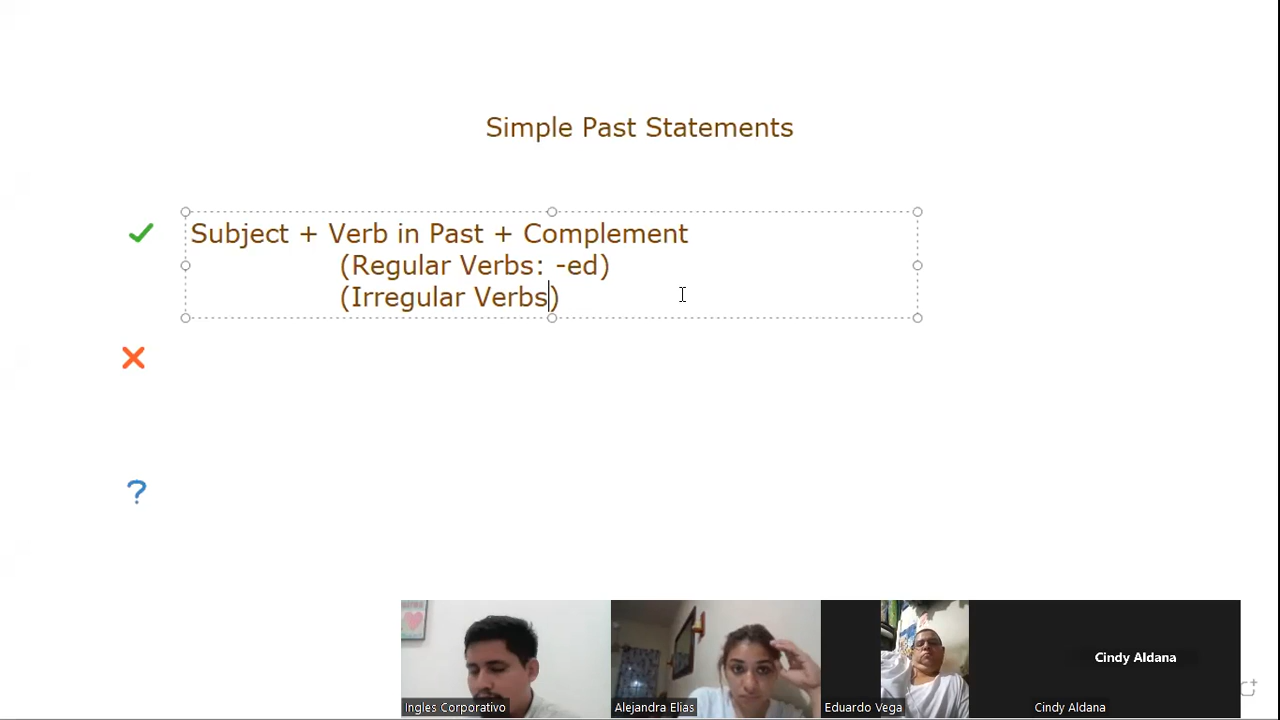 Simple Past Statements
Subject + Verb in Past + Complement
(Regular Verbs: -ed)
(Irregular Verbs)
?
Cindy Aldana
Ingles Corporativo
Alejandra Elias
Eduardo Vega
Cindy Aldana